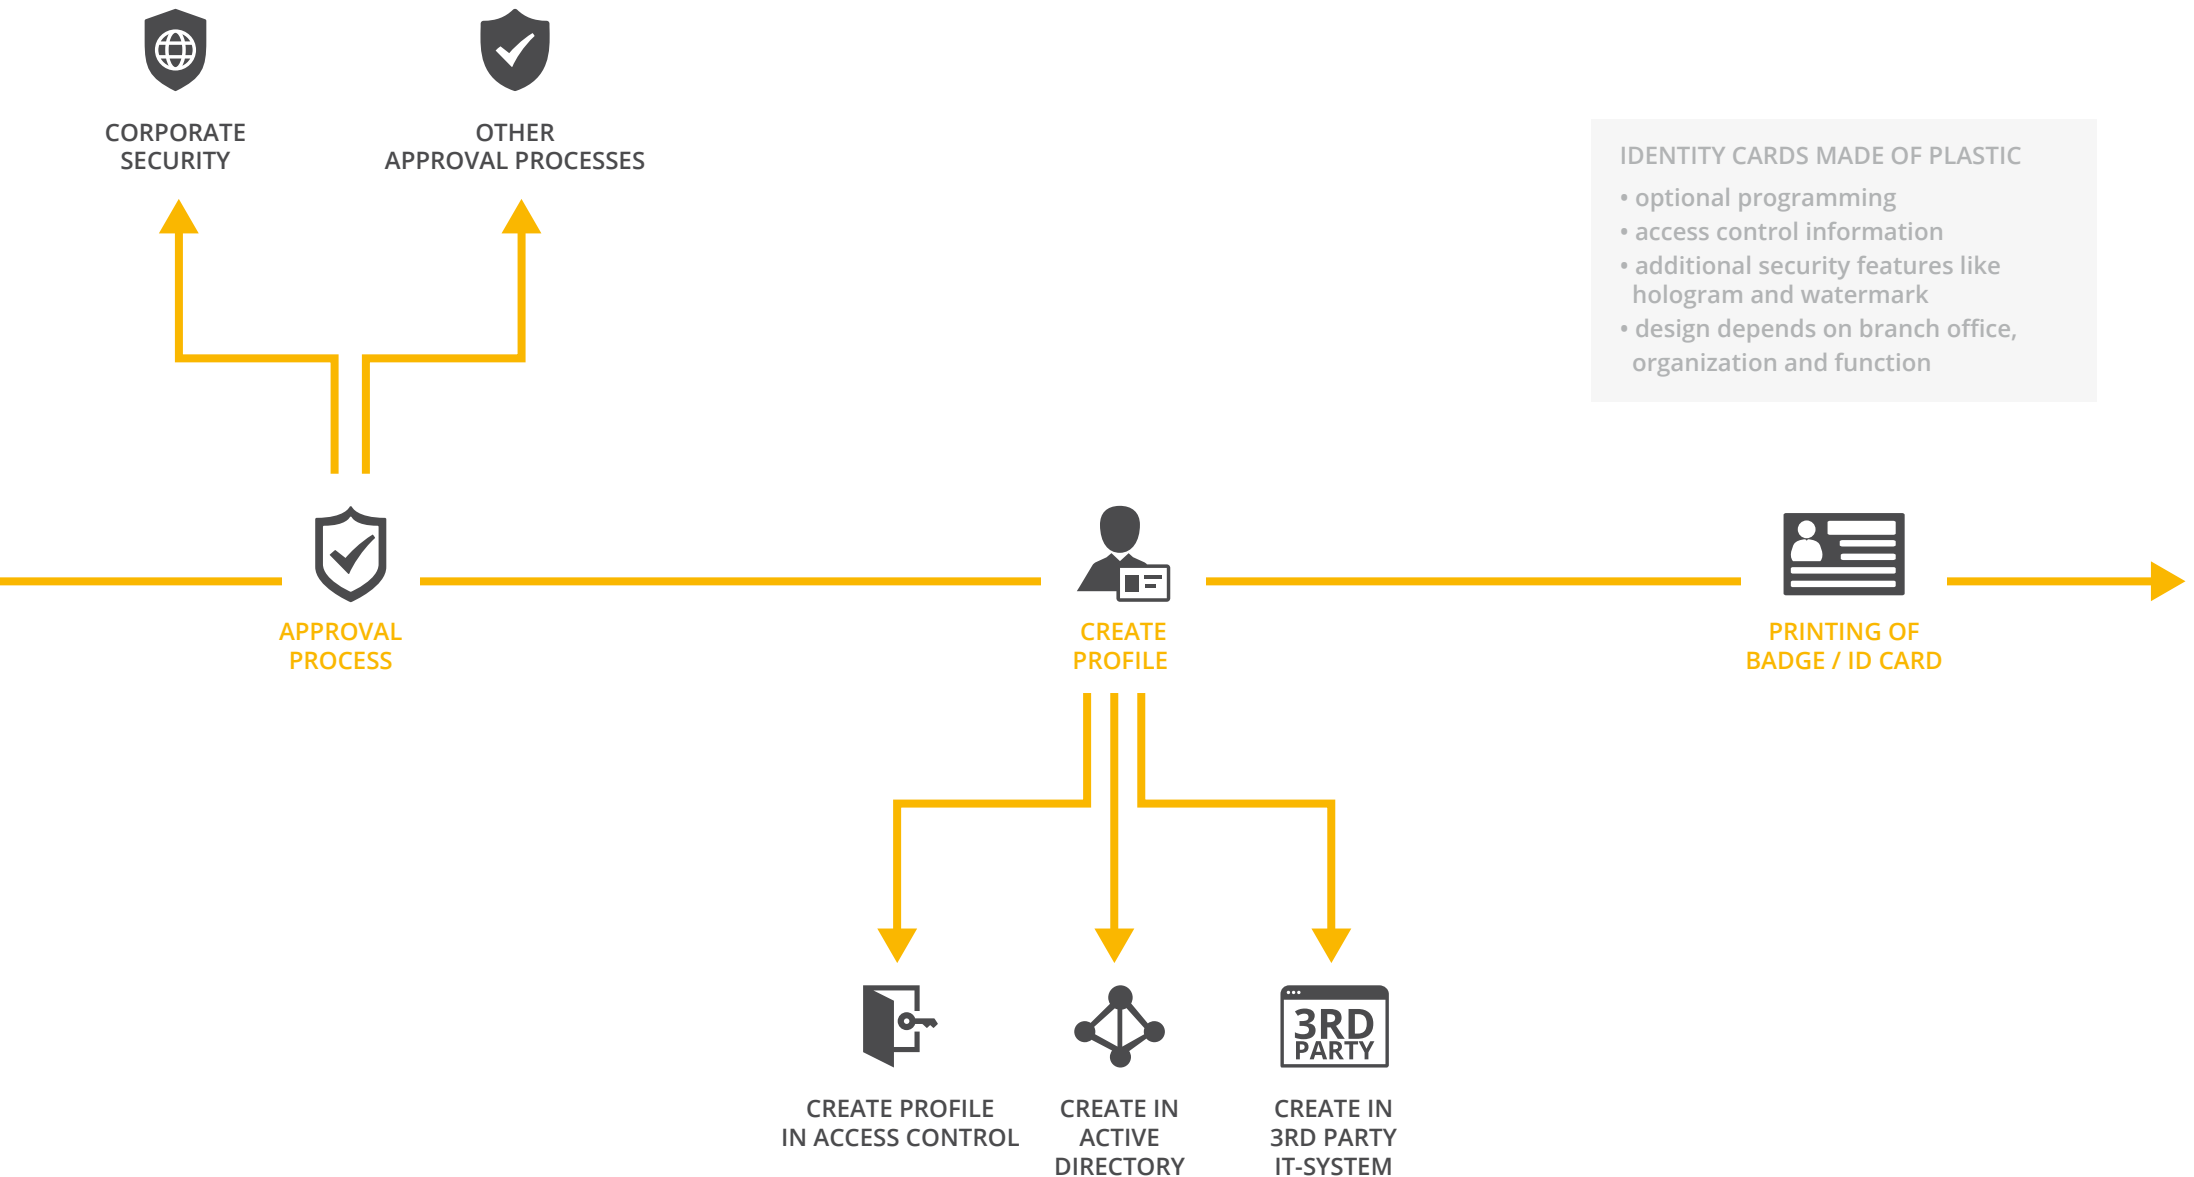 CORPORATE
SECURITY
OTHER
APPROVAL PROCESSES
IDENTITY CARDS MADE OF PLASTIC
• optional programming
• access control information
• additional security features like
hologram and watermark
• design depends on branch office,
organization and function
APPROVAL
PROCESS
CREATE
PROFILE
PRINTING OF
BADGE / ID CARD
3RD
PARTY
CREATE PROFILE
IN ACCESS CONTROL
CREATE IN
ACTIVE
DIRECTORY
CREATE IN
3RD PARTY
IT-SYSTEM